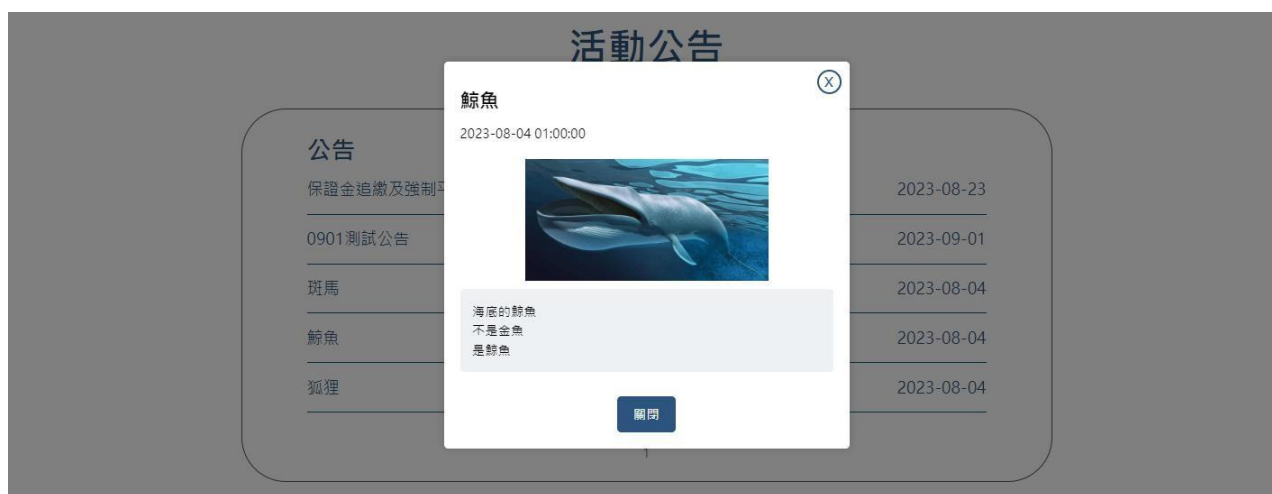 活動公告
X
鯨魚
2023-08-04 01:00:00
海底的鯨魚
不是金魚
是鯨魚
關閉
公告
保證金追繳及強制 2023-08-23
0901測試公告 2023-09-01
斑馬 2023-08-04
鯨魚 2023-08-04
狐狸 2023-08-04
1